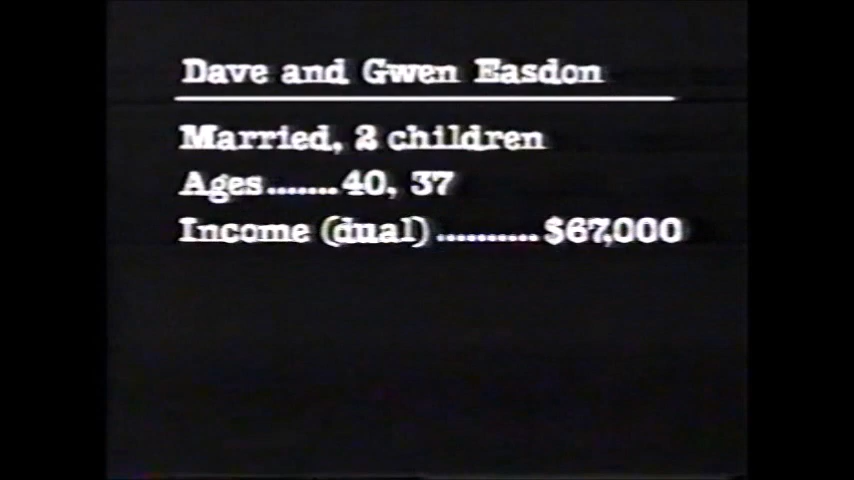 Dave and Gwen Easdon
Married, 2 children
Ages.......40, 37
Income (dual)..........$67,000